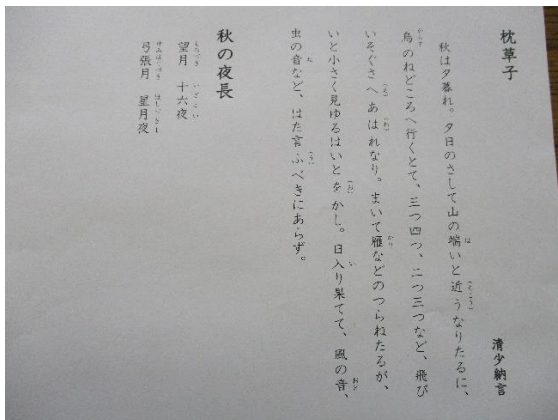 枕草子
清少納言
秋は夕暮れ。夕日のさして山の端いと近うなりたるに、
烏のねどころへ行くとて、三つ四つ、二つ三つなど、飛び
いそぐさへあはれなり。まいて雁などのつらねたるが、
いと小さく見ゆるはいとをかし。日入り果てて、風の音、
虫の音など、はた言ふべきにあらず。
秋の夜長
望月 十六夜
弓張月 星月夜